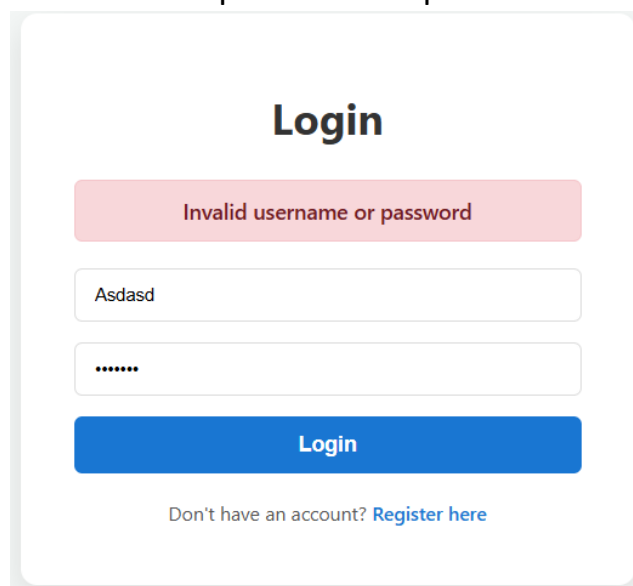 Login
Invalid username or password
Asdasd
•••••••
Login
Don't have an account? Register here